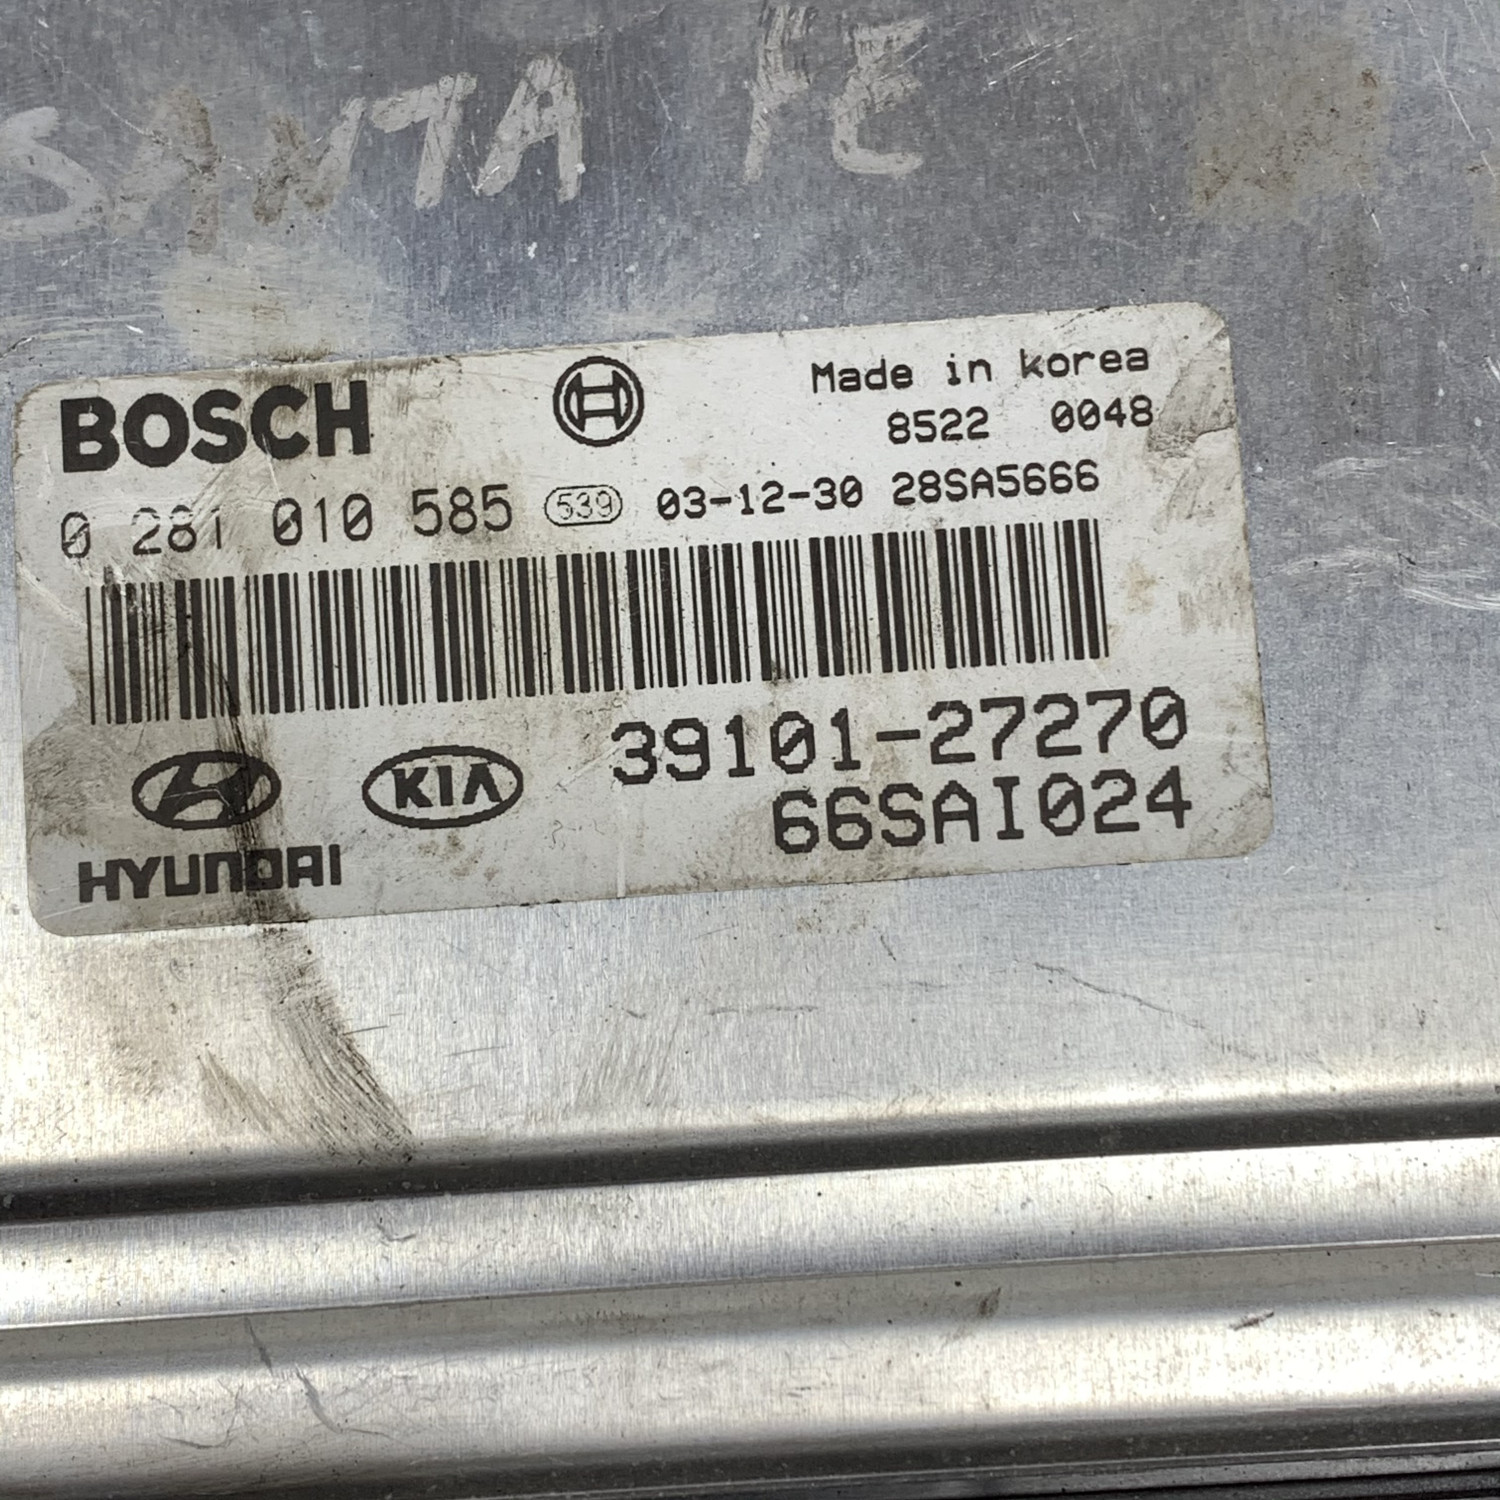 SANTA FE
BOSCH
Made in korea
8522 0048
0 281 010 585 539 03-12-30 28SA5666
39101-27270
KIA
66SAI024
HYUNDAI